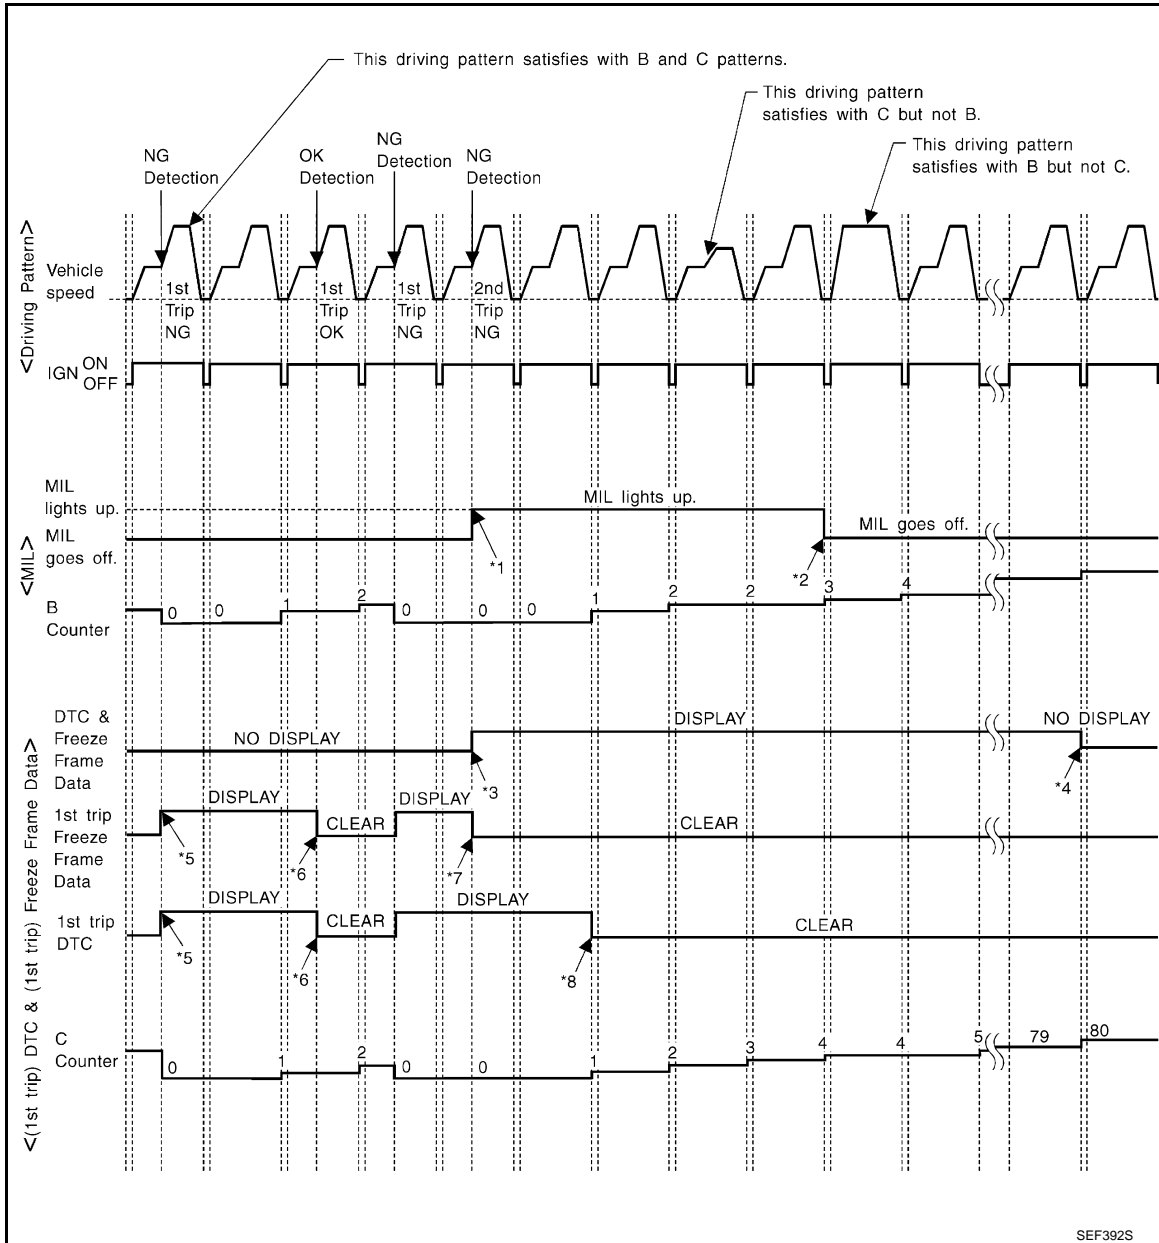 This driving pattern satisfies with B and C patterns.
This driving pattern
satisfies with C but not B.
This driving pattern
satisfies with B but not C.
NG
Detection
OK
Detection
NG
Detection
NG
Detection
<Driving Pattern>
Vehicle
speed
1st
Trip
NG
1st
Trip
OK
1st
Trip
NG
2nd
Trip
NG
IGN ON
OFF
<MIL>
MIL
lights up.
MIL
goes off.
MIL lights up.
MIL goes off.
*1
*2
B
Counter
0 0 1 2 0 0 0 1 2 2 3 4
<(1st trip) DTC & (1st trip) Freeze Frame Data>
DTC &
Freeze
Frame
Data
NO DISPLAY
DISPLAY
NO DISPLAY
*3
*4
1st trip
Freeze
Frame
Data
DISPLAY
CLEAR
DISPLAY
CLEAR
*5
*6
*7
1st trip
DTC
DISPLAY
CLEAR
DISPLAY
CLEAR
*5
*6
*8
C
Counter
0 1 2 0 0 1 2 3 4 4 5 79 80
SEF392S